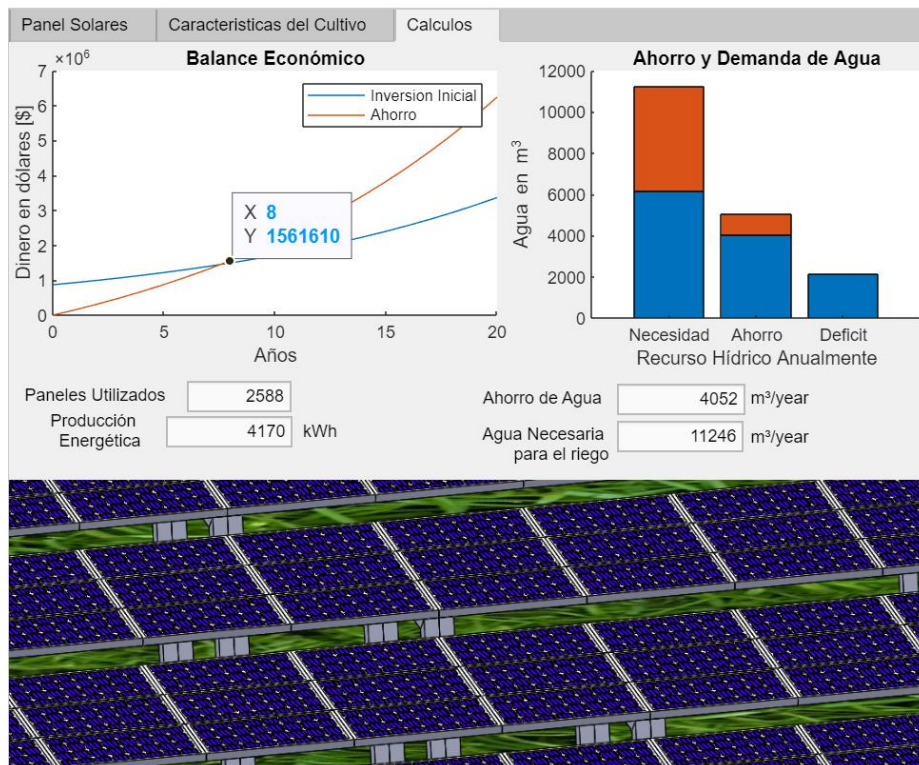 Panel Solares
Caracteristicas del Cultivo
Calculos
Balance Económico
×10⁶
7
6
5
4
3
2
1
0
Dinero en dólares [$]
Inversion Inicial
Ahorro
X 8
Y 1561610
0 5 10 15 20
Años
Ahorro y Demanda de Agua
12000
10000
8000
6000
4000
2000
0
Agua en m³
Necesidad Ahorro Deficit
Recurso Hídrico Anualmente
Paneles Utilizados 2588
Producción
Energética 4170 kWh
Ahorro de Agua 4052 m³/year
Agua Necesaria
para el riego 11246 m³/year